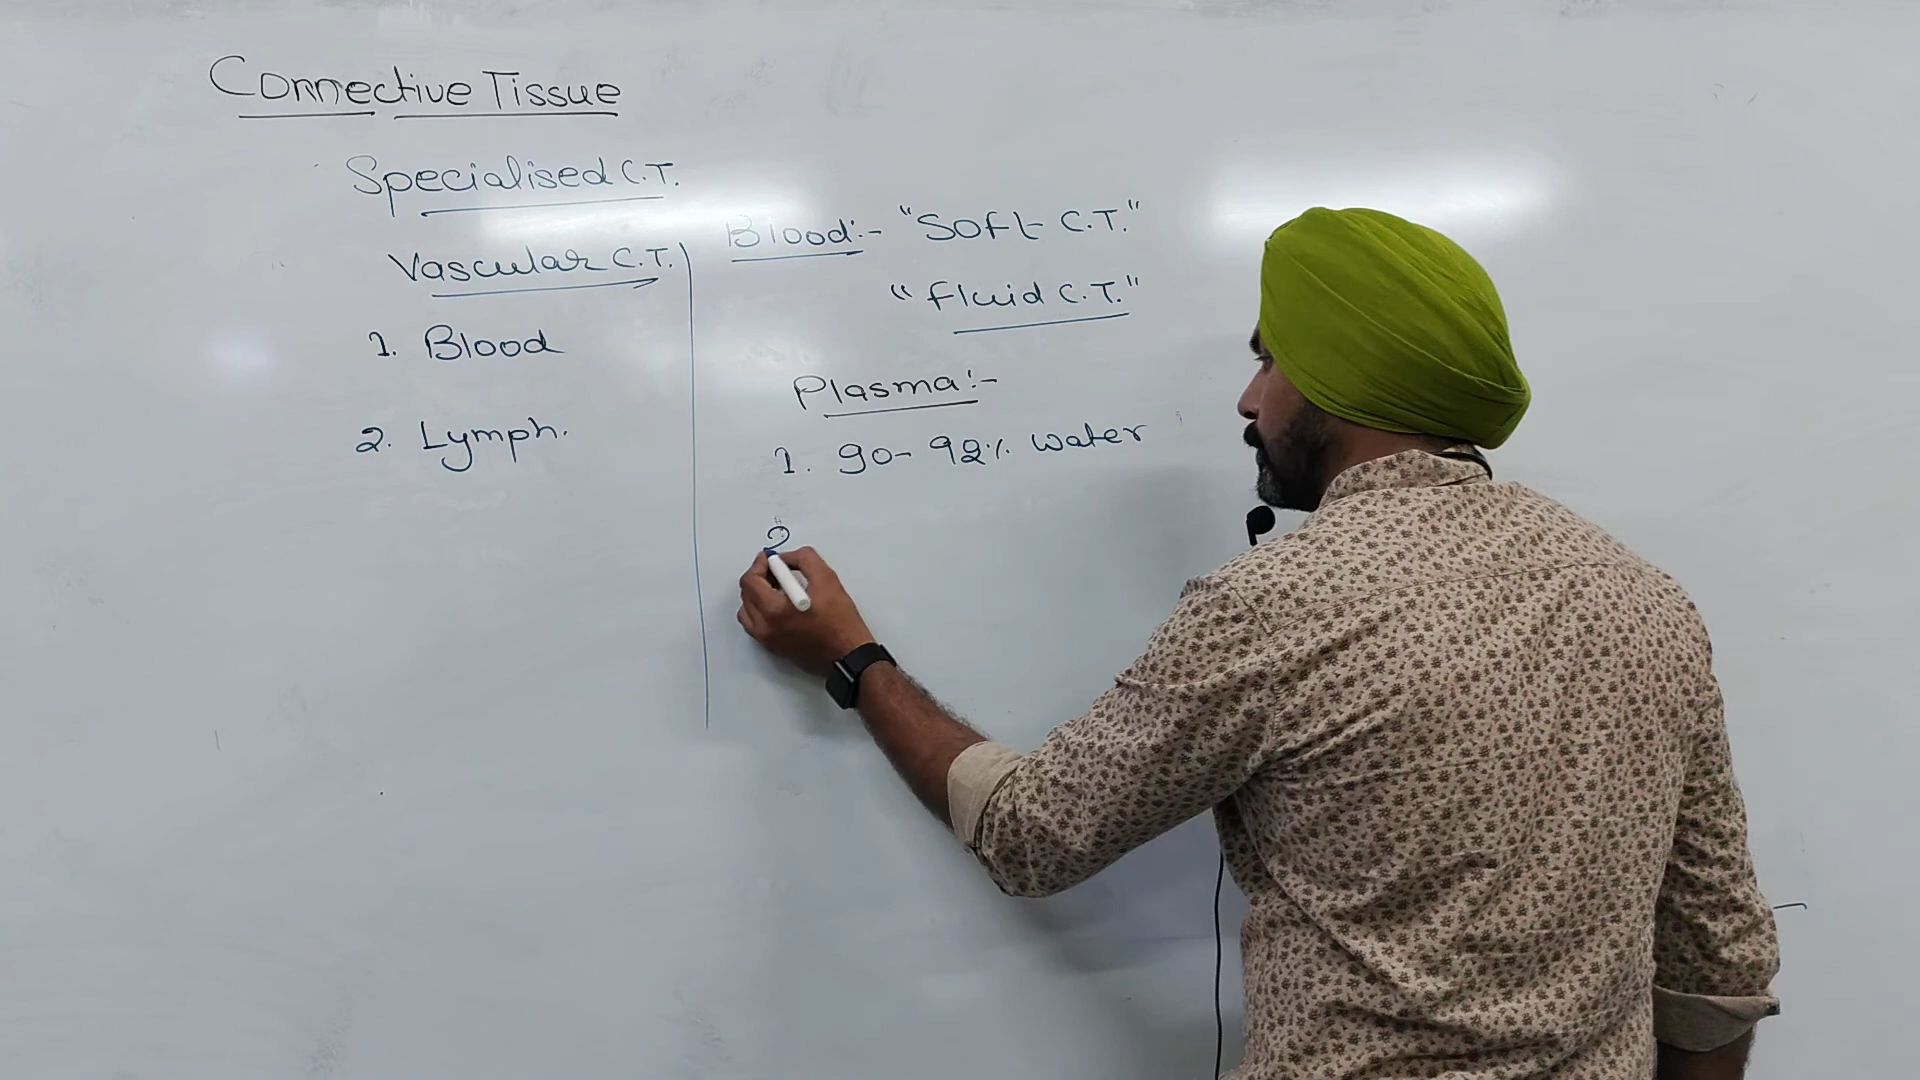 Connective Tissue
Specialised C.T.
Vascular C.T.
1. Blood
2. Lymph.
Blood:- "Soft C.T."
"fluid C.T."
Plasma:-
1. 90-92% water
2